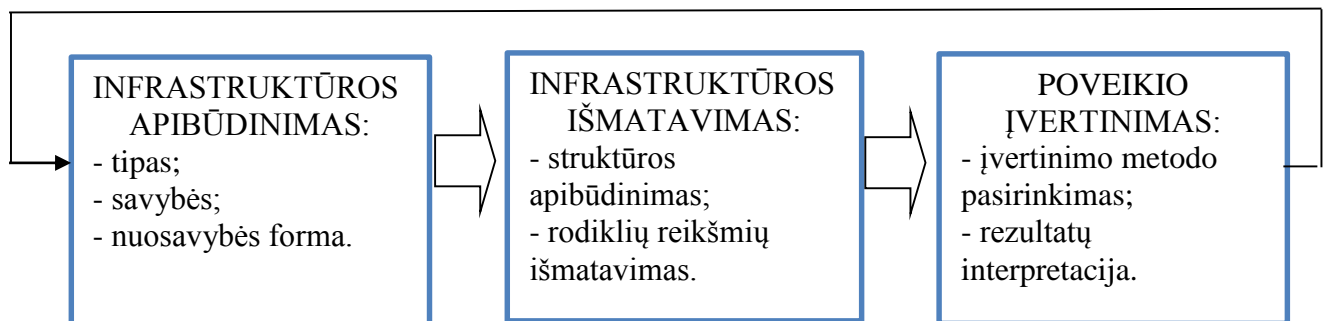 INFRASTRUKTŪROS
APIBŪDINIMAS:
- tipas;
- savybės;
- nuosavybės forma.
INFRASTRUKTŪROS
IŠMATAVIMAS:
- struktūros
apibūdinimas;
- rodiklių reikšmių
išmatavimas.
POVEIKIO
ĮVERTINIMAS:
- įvertinimo metodo
pasirinkimas;
- rezultatų
interpretacija.